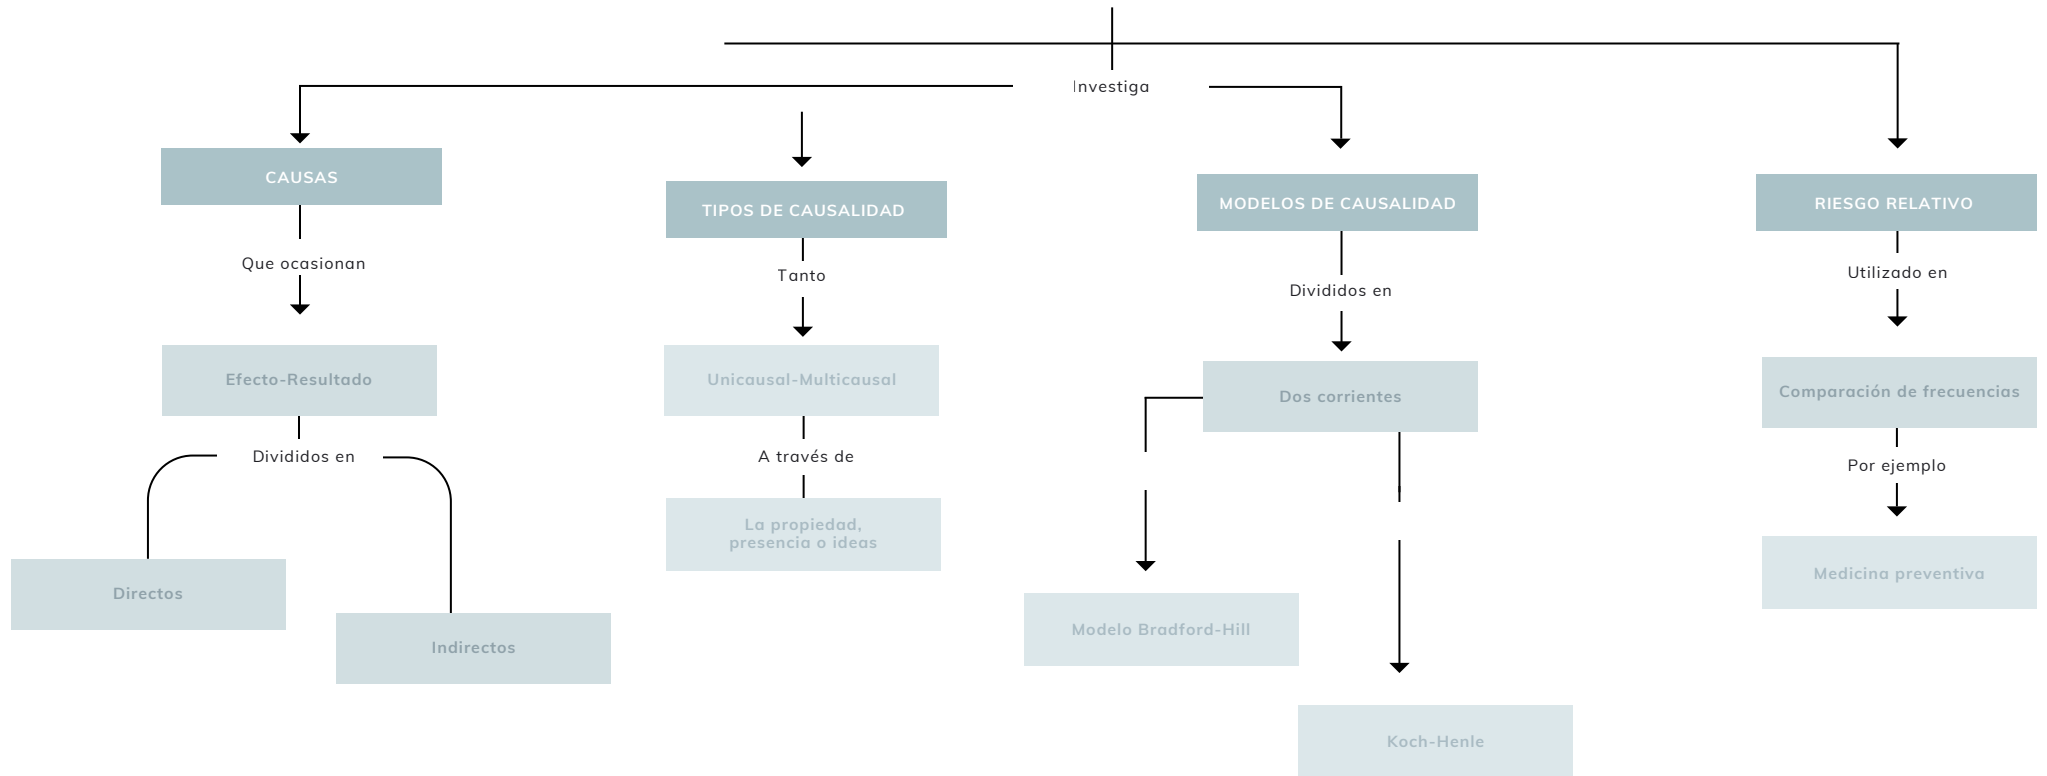 Investiga
CAUSAS
TIPOS DE CAUSALIDAD
MODELOS DE CAUSALIDAD
RIESGO RELATIVO
Que ocasionan
Tanto
Divididos en
Utilizado en
Efecto-Resultado
Unicausal-Multicausal
Dos corrientes
Comparación de frecuencias
Divididos en
A través de
Por ejemplo
La propiedad,
presencia o ideas
Medicina preventiva
Directos
Indirectos
Modelo Bradford-Hill
Koch-Henle